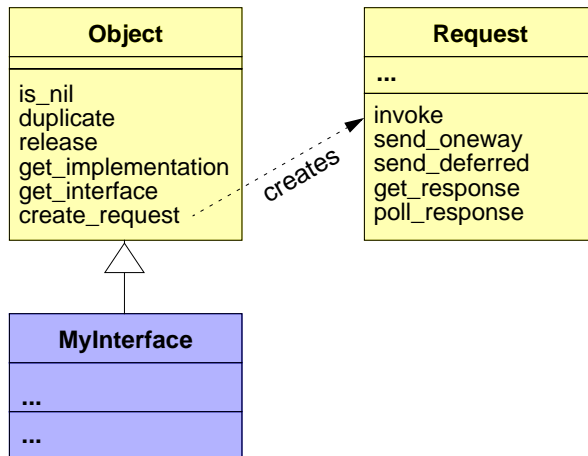 Object
is_nil
duplicate
release
get_implementation
get_interface
create_request
creates
Request
...
invoke
send_oneway
send_deferred
get_response
poll_response
MyInterface
...
...